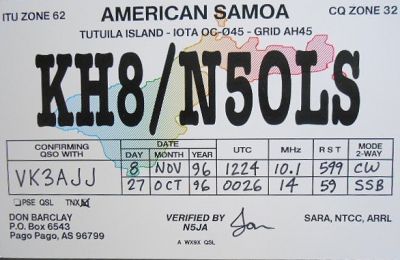 ITU ZONE 62 AMERICAN SAMOA CQ ZONE 32
TUTUILA ISLAND - IOTA OC-Ø45 - GRID AH45
KH8/N5OLS
CONFIRMING QSO WITH DATE DAY MONTH YEAR UTC MHz R S T MODE 2-WAY
VK3AJJ 8 NOV 96 1224 10.1 599 CW
27 OCT 96 0026 14 59 SSB
PSE QSL TNX
DON BARCLAY VERIFIED BY SARA, NTCC, ARRL
P.O. Box 6543 N5JA
Pago Pago, AS 96799
A WX9X QSL